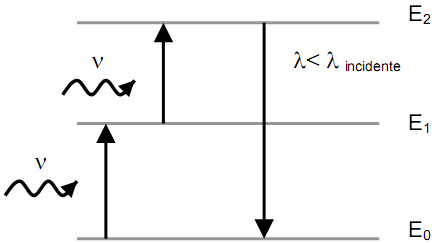 E₂
ν
λ< λ incidente
E₁
ν
E₀